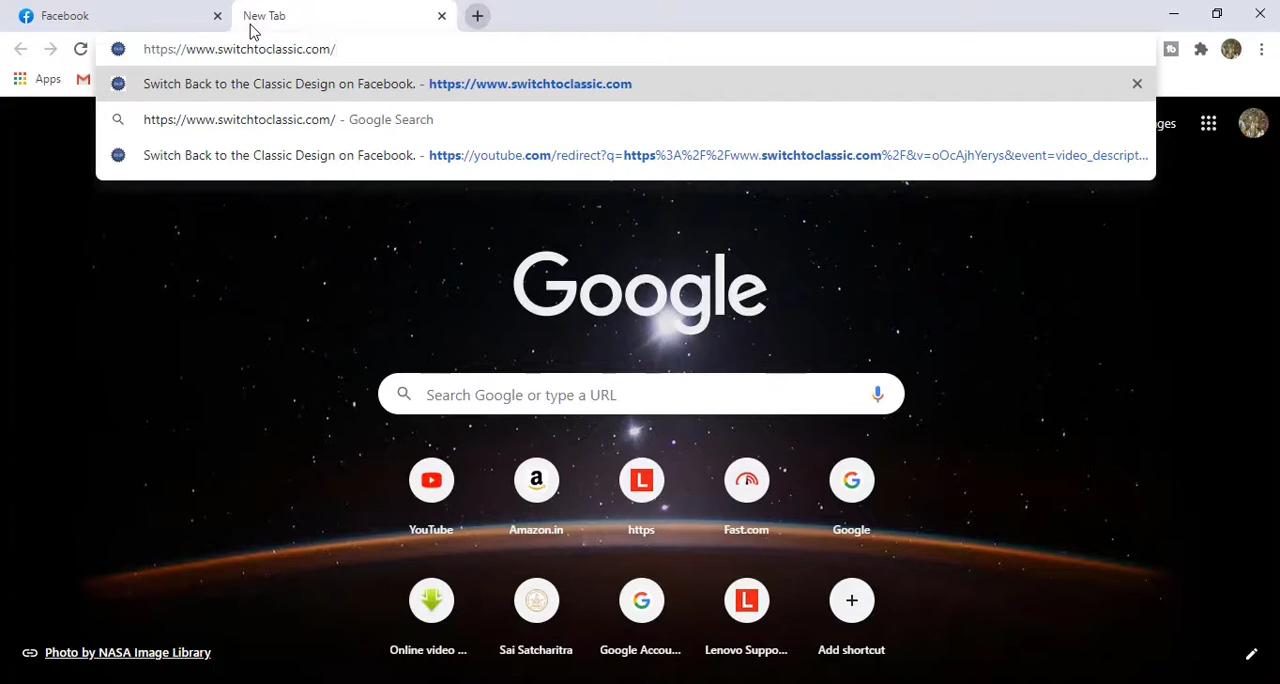 Facebook
New Tab
https://www.switchtoclassic.com/
Switch Back to the Classic Design on Facebook. - https://www.switchtoclassic.com
Apps
https://www.switchtoclassic.com/ - Google Search
ges
Switch Back to the Classic Design on Facebook. - https://youtube.com/redirect?q=https%3A%2F%2Fwww.switchtoclassic.com%2F&v=oOcAjhYerys&event=video_descript...
Google
Search Google or type a URL
YouTube
Amazon.in
https
Fast.com
Google
Online video ...
Sai Satcharitra
Google Accou...
Lenovo Suppo...
Add shortcut
Photo by NASA Image Library